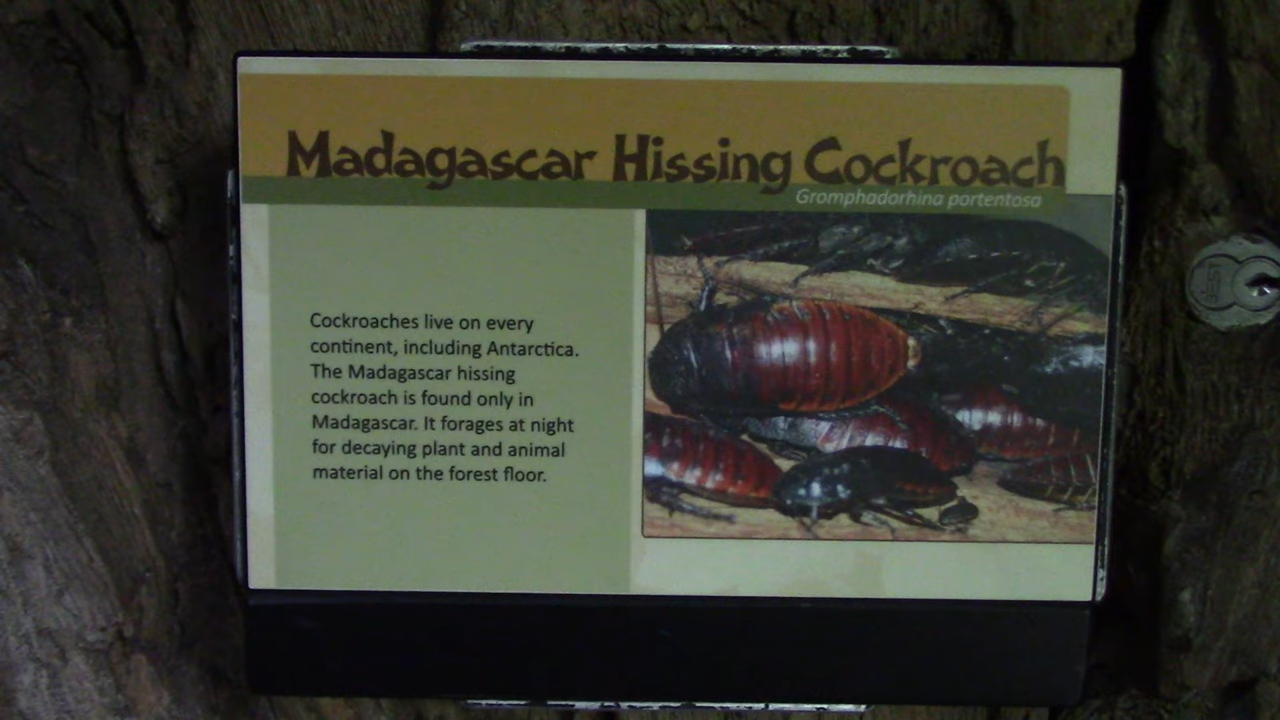 Madagascar Hissing Cockroach
Gromphadorhina portentosa
Cockroaches live on every
continent, including Antarctica.
The Madagascar hissing
cockroach is found only in
Madagascar. It forages at night
for decaying plant and animal
material on the forest floor.